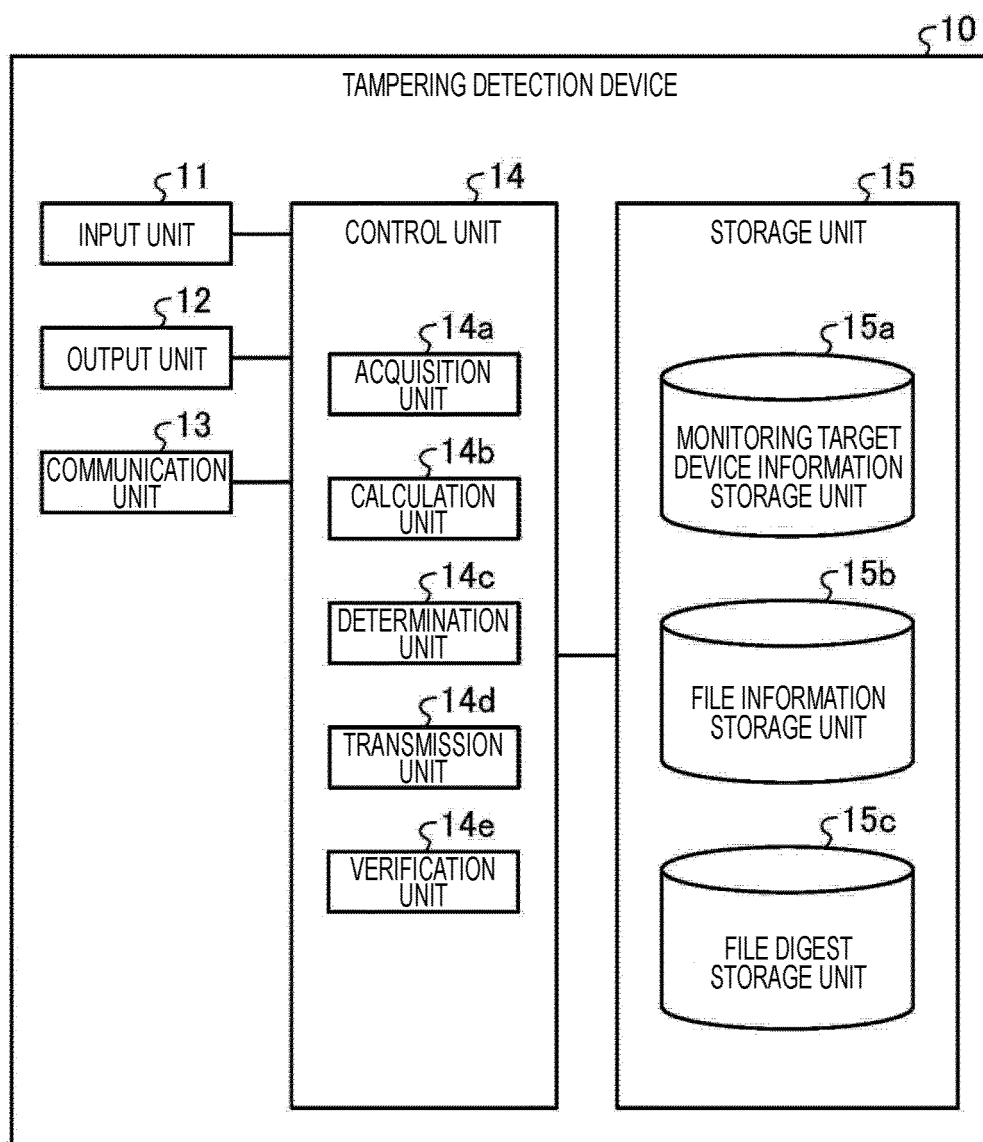 10
TAMPERING DETECTION DEVICE
11
INPUT UNIT
12
OUTPUT UNIT
13
COMMUNICATION
UNIT
14
CONTROL UNIT
14a
ACQUISITION
UNIT
14b
CALCULATION
UNIT
14c
DETERMINATION
UNIT
14d
TRANSMISSION
UNIT
14e
VERIFICATION
UNIT
15
STORAGE UNIT
15a
MONITORING TARGET
DEVICE INFORMATION
STORAGE UNIT
15b
FILE INFORMATION
STORAGE UNIT
15c
FILE DIGEST
STORAGE UNIT